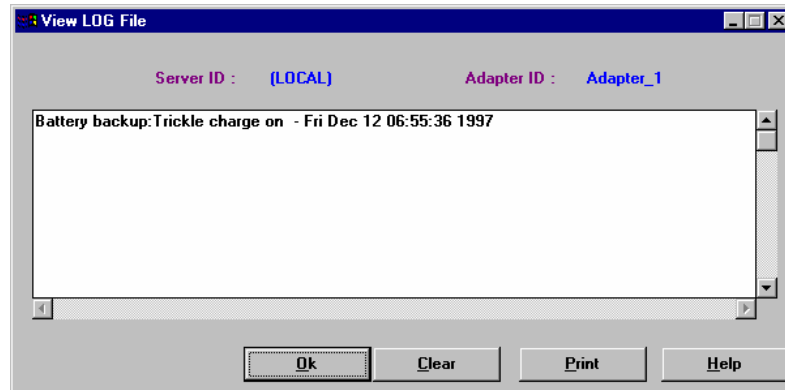 View LOG File
Server ID : (LOCAL) Adapter ID : Adapter_1
Battery backup:Trickle charge on - Fri Dec 12 06:55:36 1997
Ok Clear Print Help